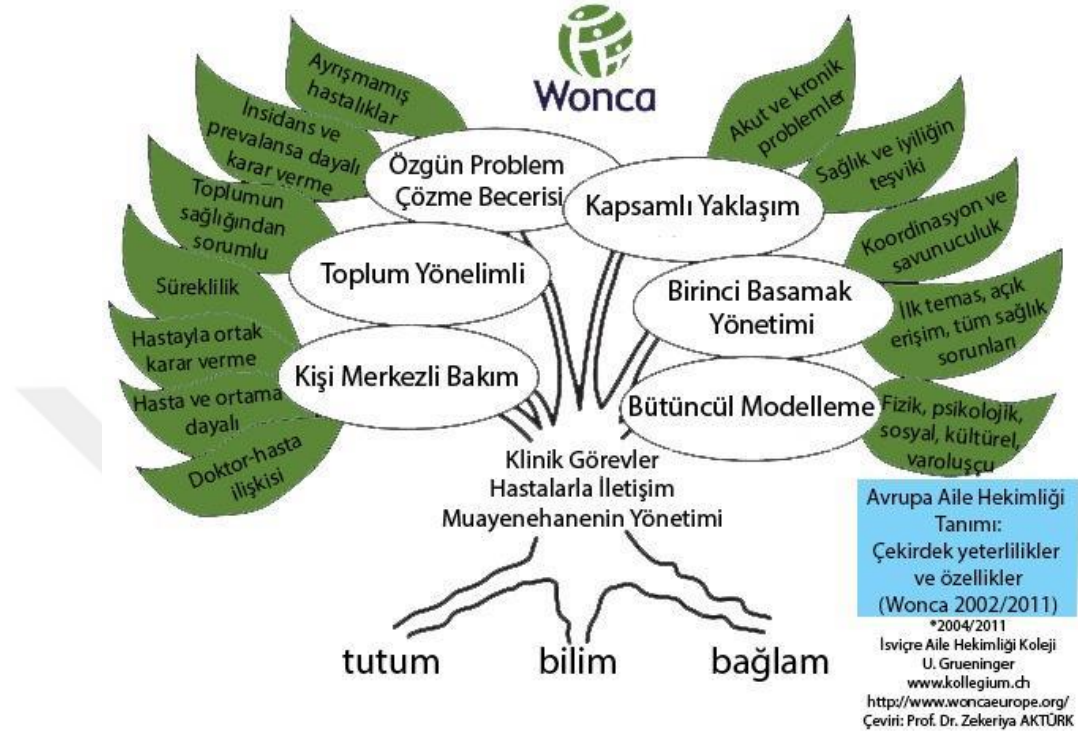 Wonca
Ayrışmamış
hastalıklar
İnsidans ve
prevalansa dayalı
karar verme
Toplumun
sağlığından
sorumlu
Süreklilik
Hastayla ortak
karar verme
Hasta ve ortama
dayalı
Doktor-hasta
ilişkisi
Özgün Problem
Çözme Becerisi
Toplum Yönelimli
Kişi Merkezli Bakım
Kapsamlı Yaklaşım
Birinci Basamak
Yönetimi
Bütüncül Modelleme
Akut ve kronik
problemler
Sağlık ve iyiliğin
teşviki
Koordinasyon ve
savunuculuk
İlk temas, açık
erişim, tüm sağlık
sorunları
Fizik, psikolojik,
sosyal, kültürel,
varoluşçu
Klinik Görevler
Hastalarla İletişim
Muayenehanenin Yönetimi
tutum
bilim
bağlam
Avrupa Aile Hekimliği
Tanımı:
Çekirdek yeterlilikler
ve özellikler
(Wonca 2002/2011)
*2004/2011
İsviçre Aile Hekimliği Koleji
U. Grueninger
www.kollegium.ch
http://www.woncaeurope.org/
Çeviri: Prof. Dr. Zekeriya AKTÜRK